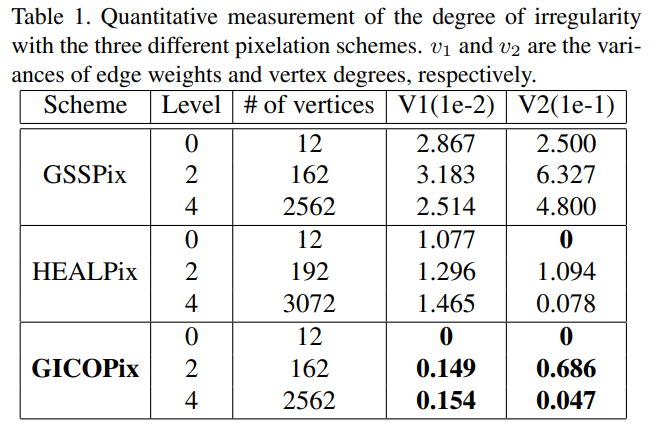 Table 1. Quantitative measurement of the degree of irregularity
with the three different pixelation schemes. v1 and v2 are the vari-
ances of edge weights and vertex degrees, respectively.
Scheme Level # of vertices V1(1e-2) V2(1e-1)
0 12 2.867 2.500
GSSPix 2 162 3.183 6.327
4 2562 2.514 4.800
0 12 1.077 0
HEALPix 2 192 1.296 1.094
4 3072 1.465 0.078
0 12 0 0
GICOPix 2 162 0.149 0.686
4 2562 0.154 0.047